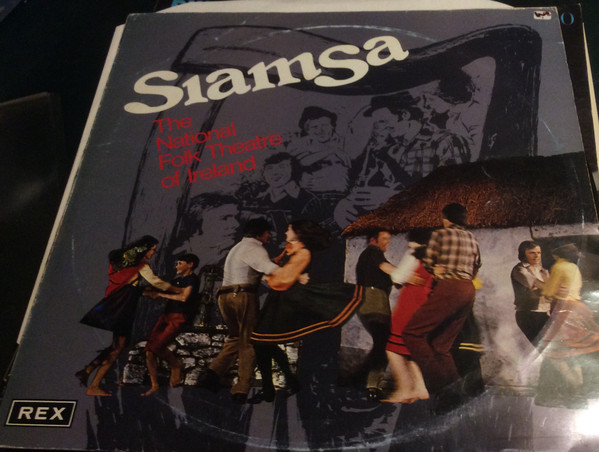 Siamsa
The
National
Folk Theatre
of Ireland
REX
O